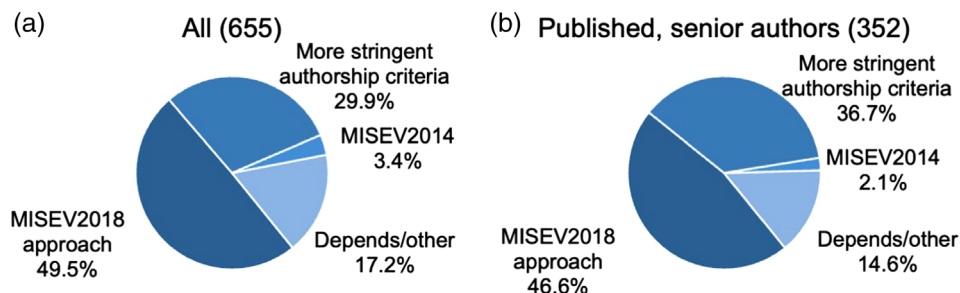 (a)
All (655)
More stringent
authorship criteria
29.9%
MISEV2014
3.4%
MISEV2018
approach
49.5%
Depends/other
17.2%
(b)
Published, senior authors (352)
More stringent
authorship criteria
36.7%
MISEV2014
2.1%
MISEV2018
approach
46.6%
Depends/other
14.6%